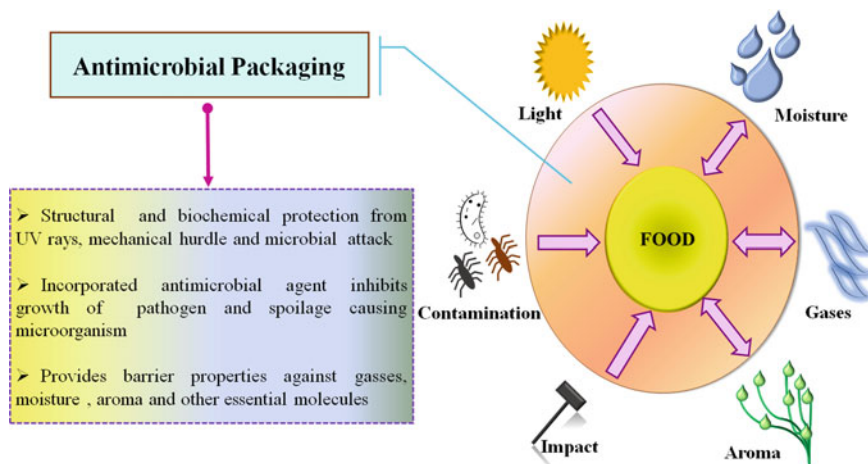 Antimicrobial Packaging
➢ Structural and biochemical protection from
UV rays, mechanical hurdle and microbial attack
➢ Incorporated antimicrobial agent inhibits
growth of pathogen and spoilage causing
microorganism
➢ Provides barrier properties against gasses,
moisture , aroma and other essential molecules
Light
Moisture
FOOD
Contamination
Gases
Impact
Aroma